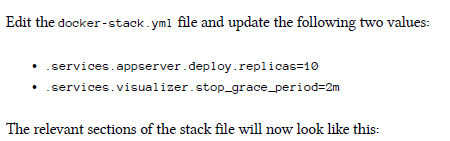 Edit the docker-stack.yml file and update the following two values:
• .services.appserver.deploy.replicas=10
• .services.visualizer.stop_grace_period=2m
The relevant sections of the stack file will now look like this: